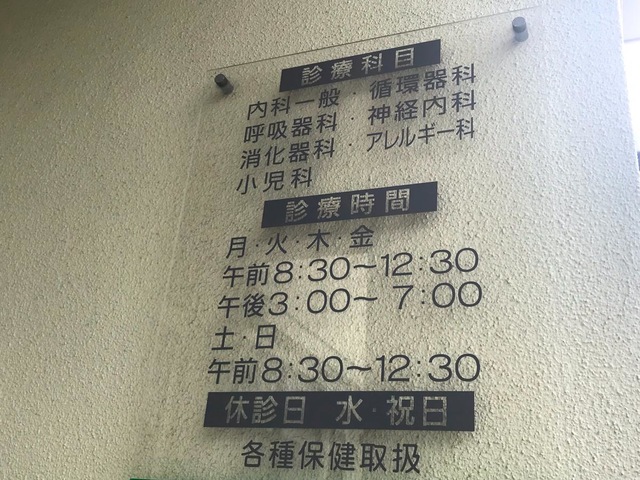 診療科目
内科一般・循環器科
呼吸器科・神経内科
消化器科・アレルギー科
小児科
診療時間
月・火・木・金
午前8:30～12:30
午後3:00～7:00
土・日
午前8:30～12:30
休診日 水・祝日
各種保健取扱